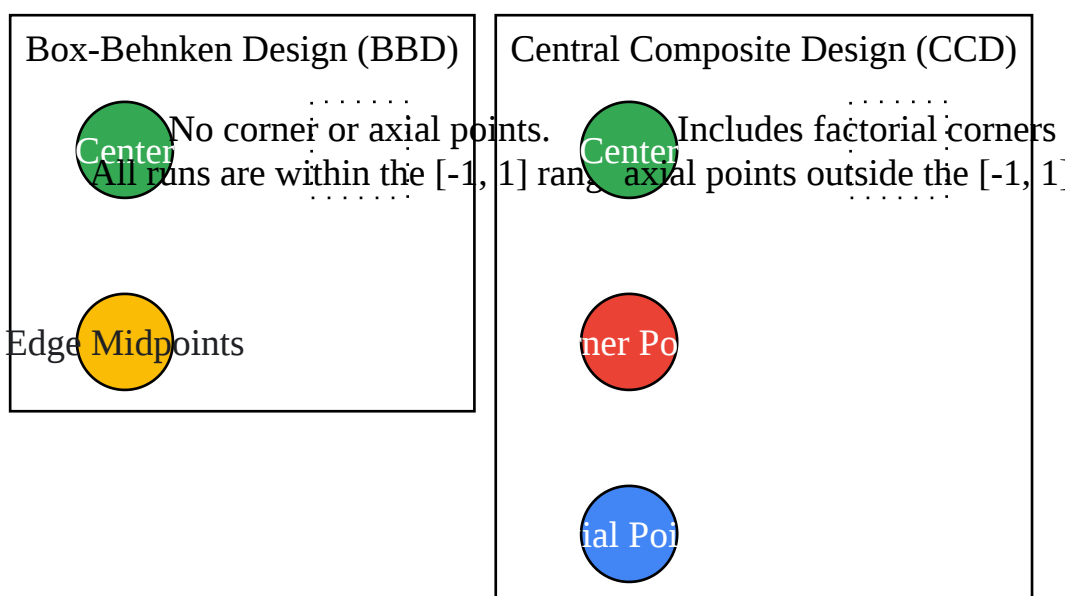 Box-Behnken Design (BBD)
Center
No corner or axial points.
All runs are within the [-1, 1] rang
Edge Midpoints
Central Composite Design (CCD)
Center
Includes factorial corners
axial points outside the [-1, 1]
ner Po
ial Poi